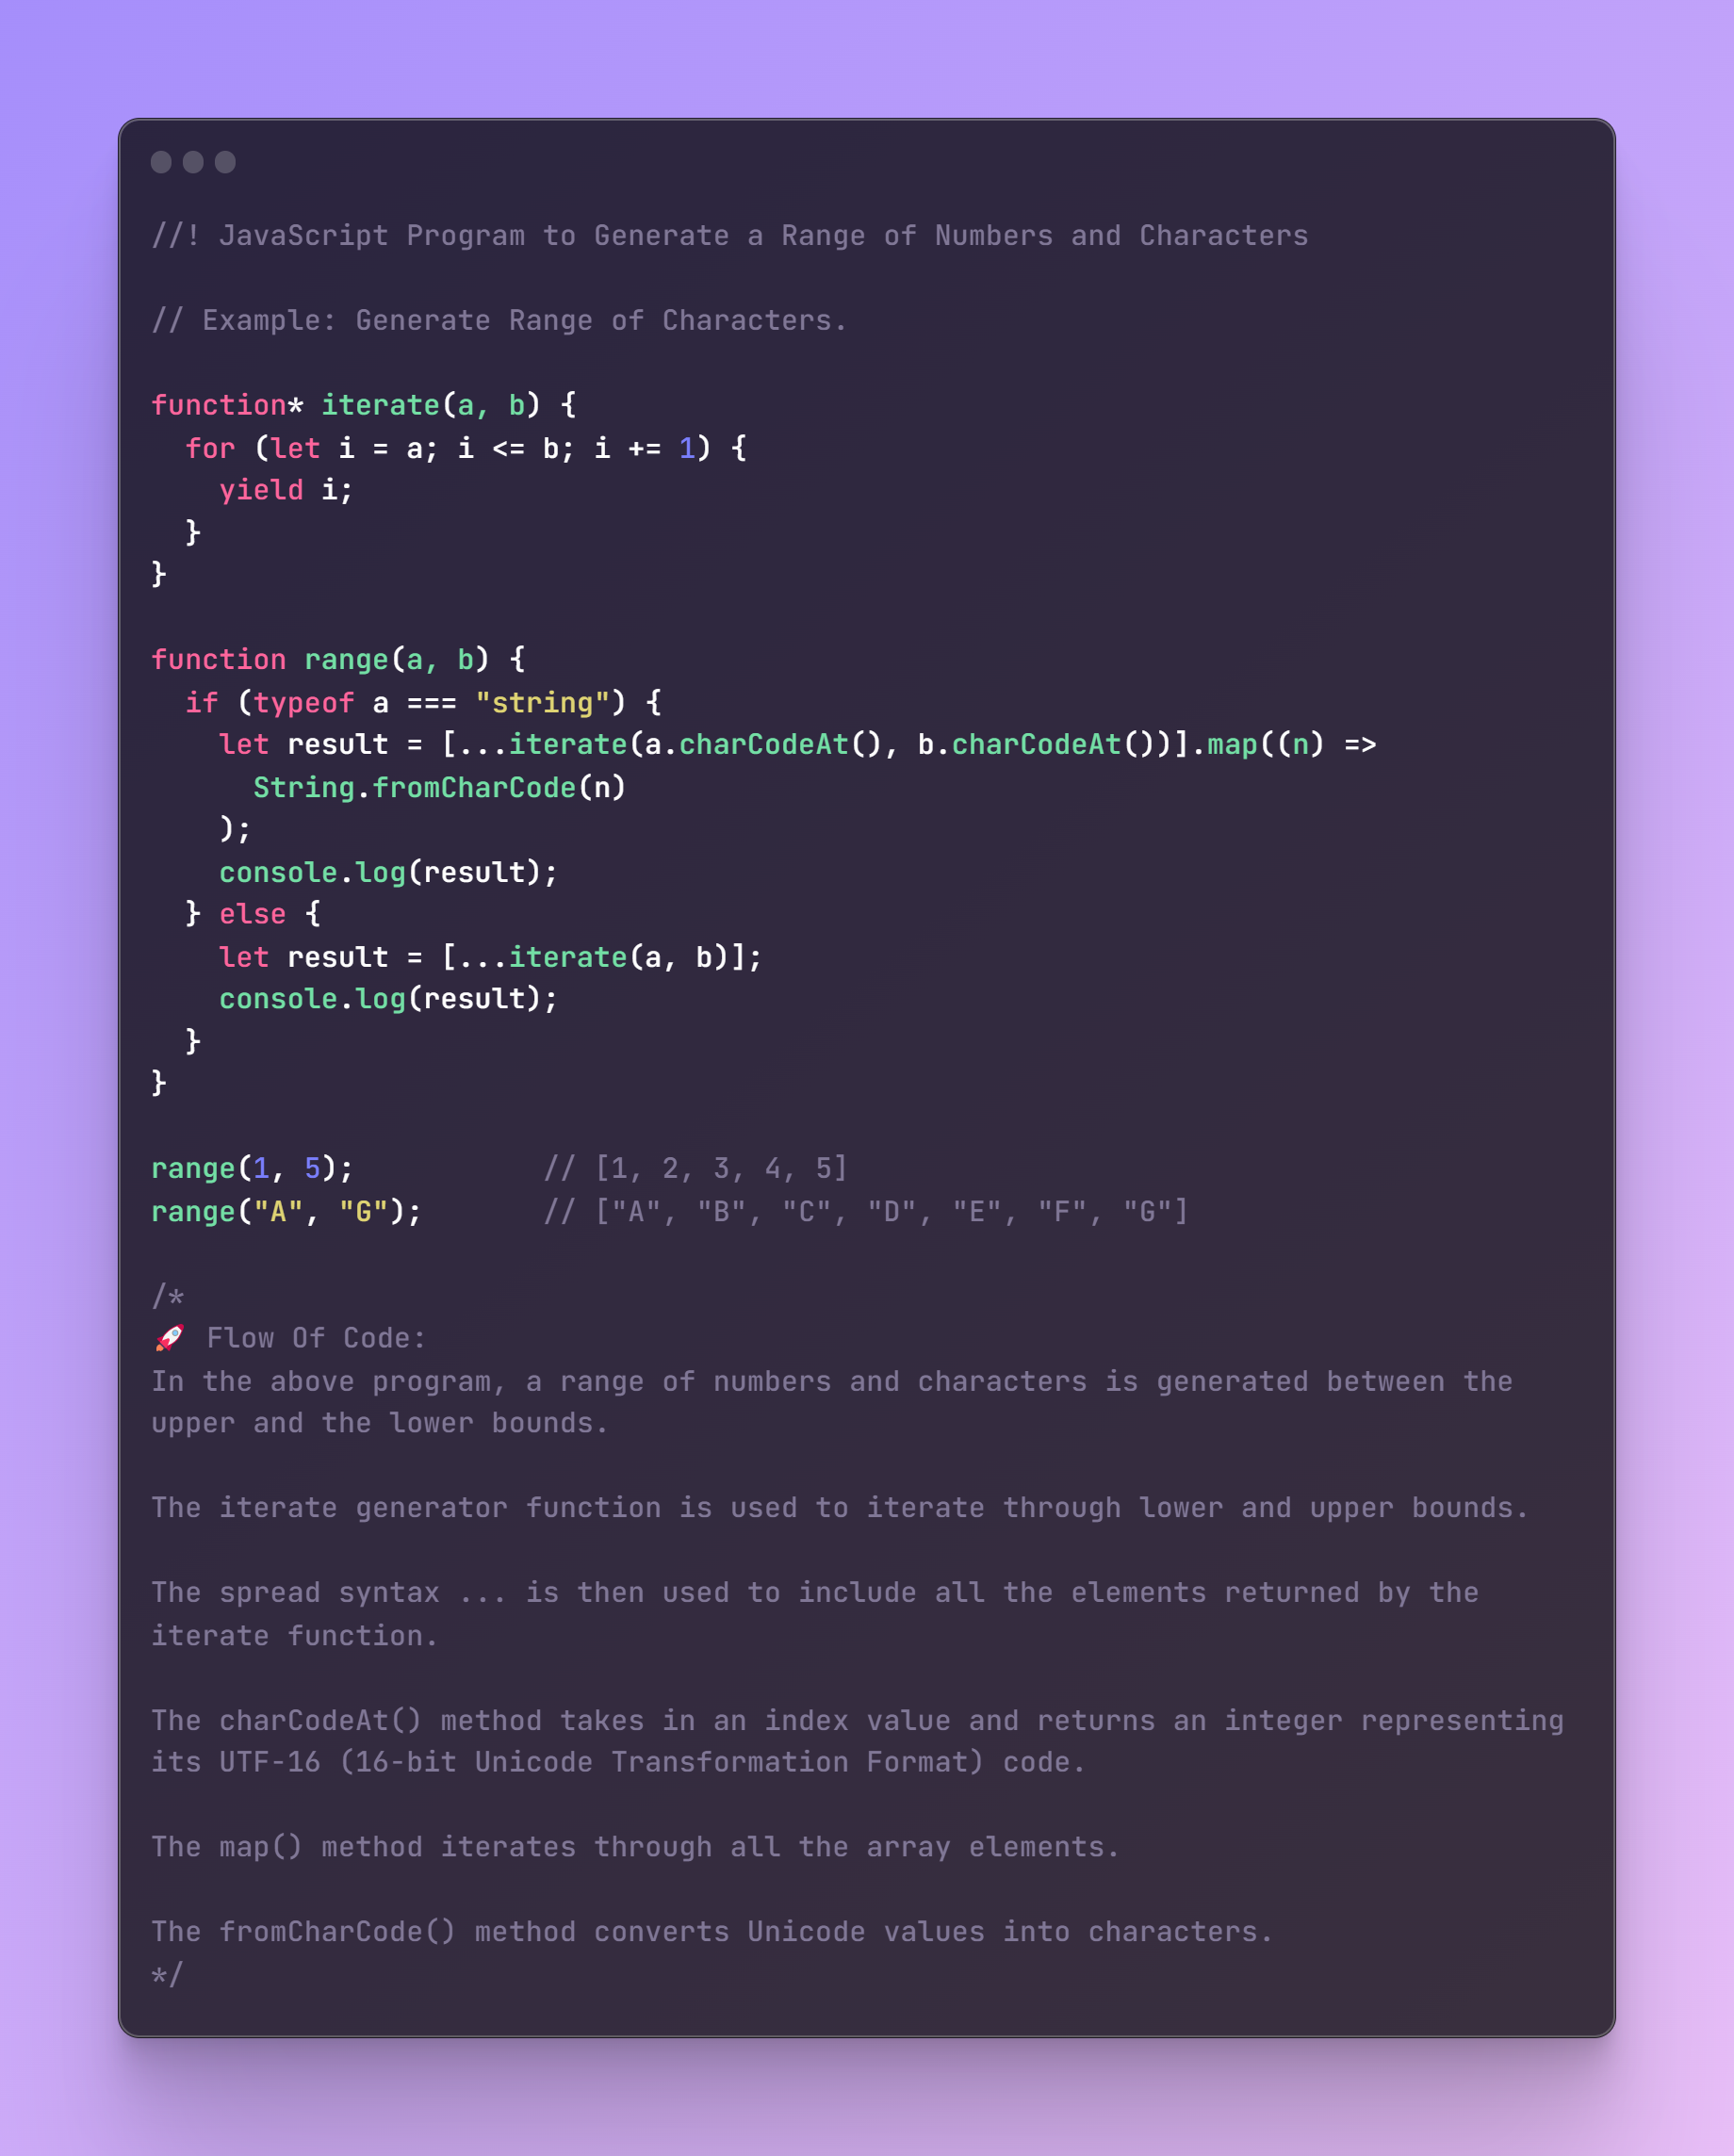 //! JavaScript Program to Generate a Range of Numbers and Characters

// Example: Generate Range of Characters.

function* iterate(a, b) {
  for (let i = a; i <= b; i += 1) {
    yield i;
  }
}

function range(a, b) {
  if (typeof a === "string") {
    let result = [...iterate(a.charCodeAt(), b.charCodeAt())].map((n) =>
      String.fromCharCode(n)
    );
    console.log(result);
  } else {
    let result = [...iterate(a, b)];
    console.log(result);
  }
}

range(1, 5);           // [1, 2, 3, 4, 5]
range("A", "G");       // ["A", "B", "C", "D", "E", "F", "G"]

/*
🚀 Flow Of Code:
In the above program, a range of numbers and characters is generated between the
upper and the lower bounds.

The iterate generator function is used to iterate through lower and upper bounds.

The spread syntax ... is then used to include all the elements returned by the
iterate function.

The charCodeAt() method takes in an index value and returns an integer representing
its UTF-16 (16-bit Unicode Transformation Format) code.

The map() method iterates through all the array elements.

The fromCharCode() method converts Unicode values into characters.
*/